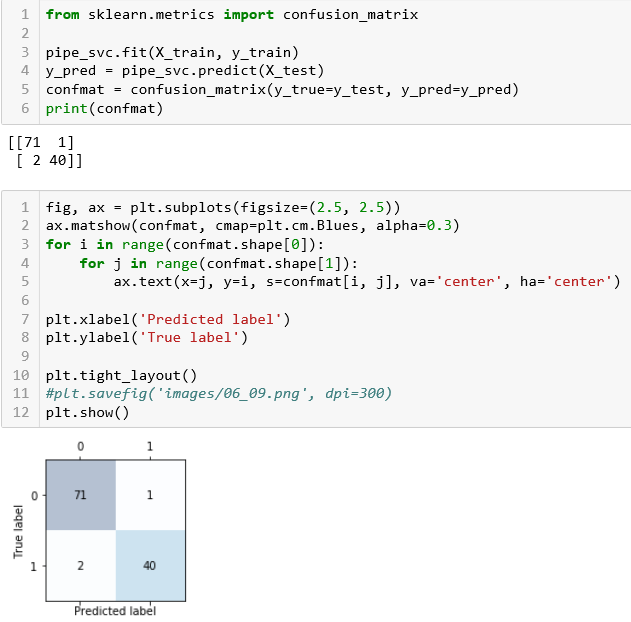 1 from sklearn.metrics import confusion_matrix
2
3 pipe_svc.fit(X_train, y_train)
4 y_pred = pipe_svc.predict(X_test)
5 confmat = confusion_matrix(y_true=y_test, y_pred=y_pred)
6 print(confmat)
[[71  1]
 [ 2 40]]
1 fig, ax = plt.subplots(figsize=(2.5, 2.5))
2 ax.matshow(confmat, cmap=plt.cm.Blues, alpha=0.3)
3 for i in range(confmat.shape[0]):
4     for j in range(confmat.shape[1]):
5         ax.text(x=j, y=i, s=confmat[i, j], va='center', ha='center')
6
7 plt.xlabel('Predicted label')
8 plt.ylabel('True label')
9
10 plt.tight_layout()
11 #plt.savefig('images/06_09.png', dpi=300)
12 plt.show()
0 1
0 71 1
True label
1 2 40
Predicted label